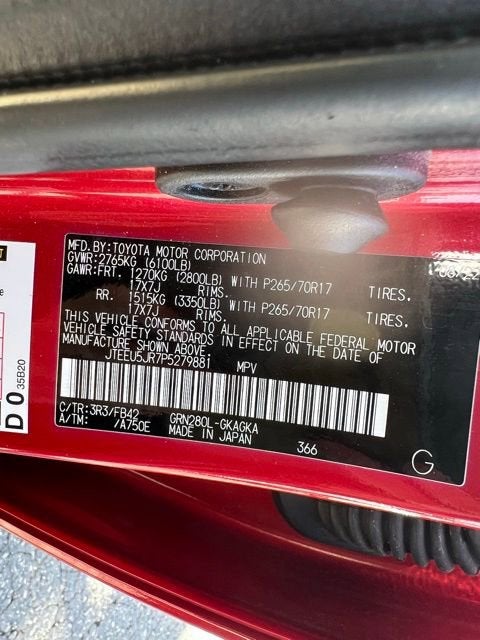 MFD.BY:TOYOTA MOTOR CORPORATION
GVWR:2765KG (6100LB)
GAWR:FRT. 1270KG (2800LB) WITH P265/70R17 TIRES.
17X7J RIMS.
RR. 1515KG (3350LB) WITH P265/70R17 TIRES.
17X7J RIMS.
THIS VEHICLE CONFORMS TO ALL APPLICABLE FEDERAL MOTOR
VEHICLE SAFETY STANDARDS IN EFFECT ON THE DATE OF
MANUFACTURE SHOWN ABOVE.
JTEEU5JR7P5279881 MPV
C/TR:3R3/FB42 GRN280L-GKAGKA
A/TM: /A750E MADE IN JAPAN 366
G
D0
35B20